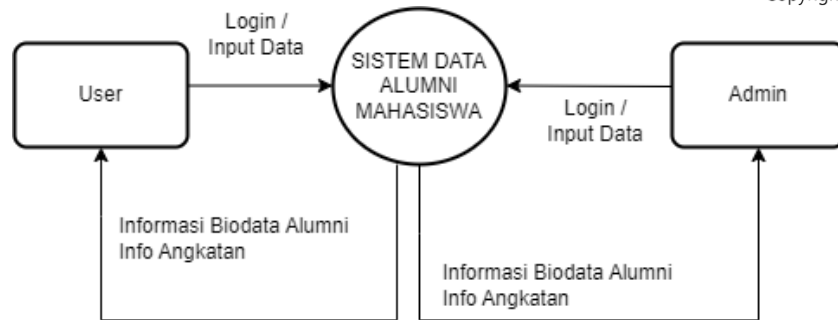 Login /
Input Data
User
SISTEM DATA
ALUMNI
MAHASISWA
Login /
Input Data
Admin
Informasi Biodata Alumni
Info Angkatan
Informasi Biodata Alumni
Info Angkatan